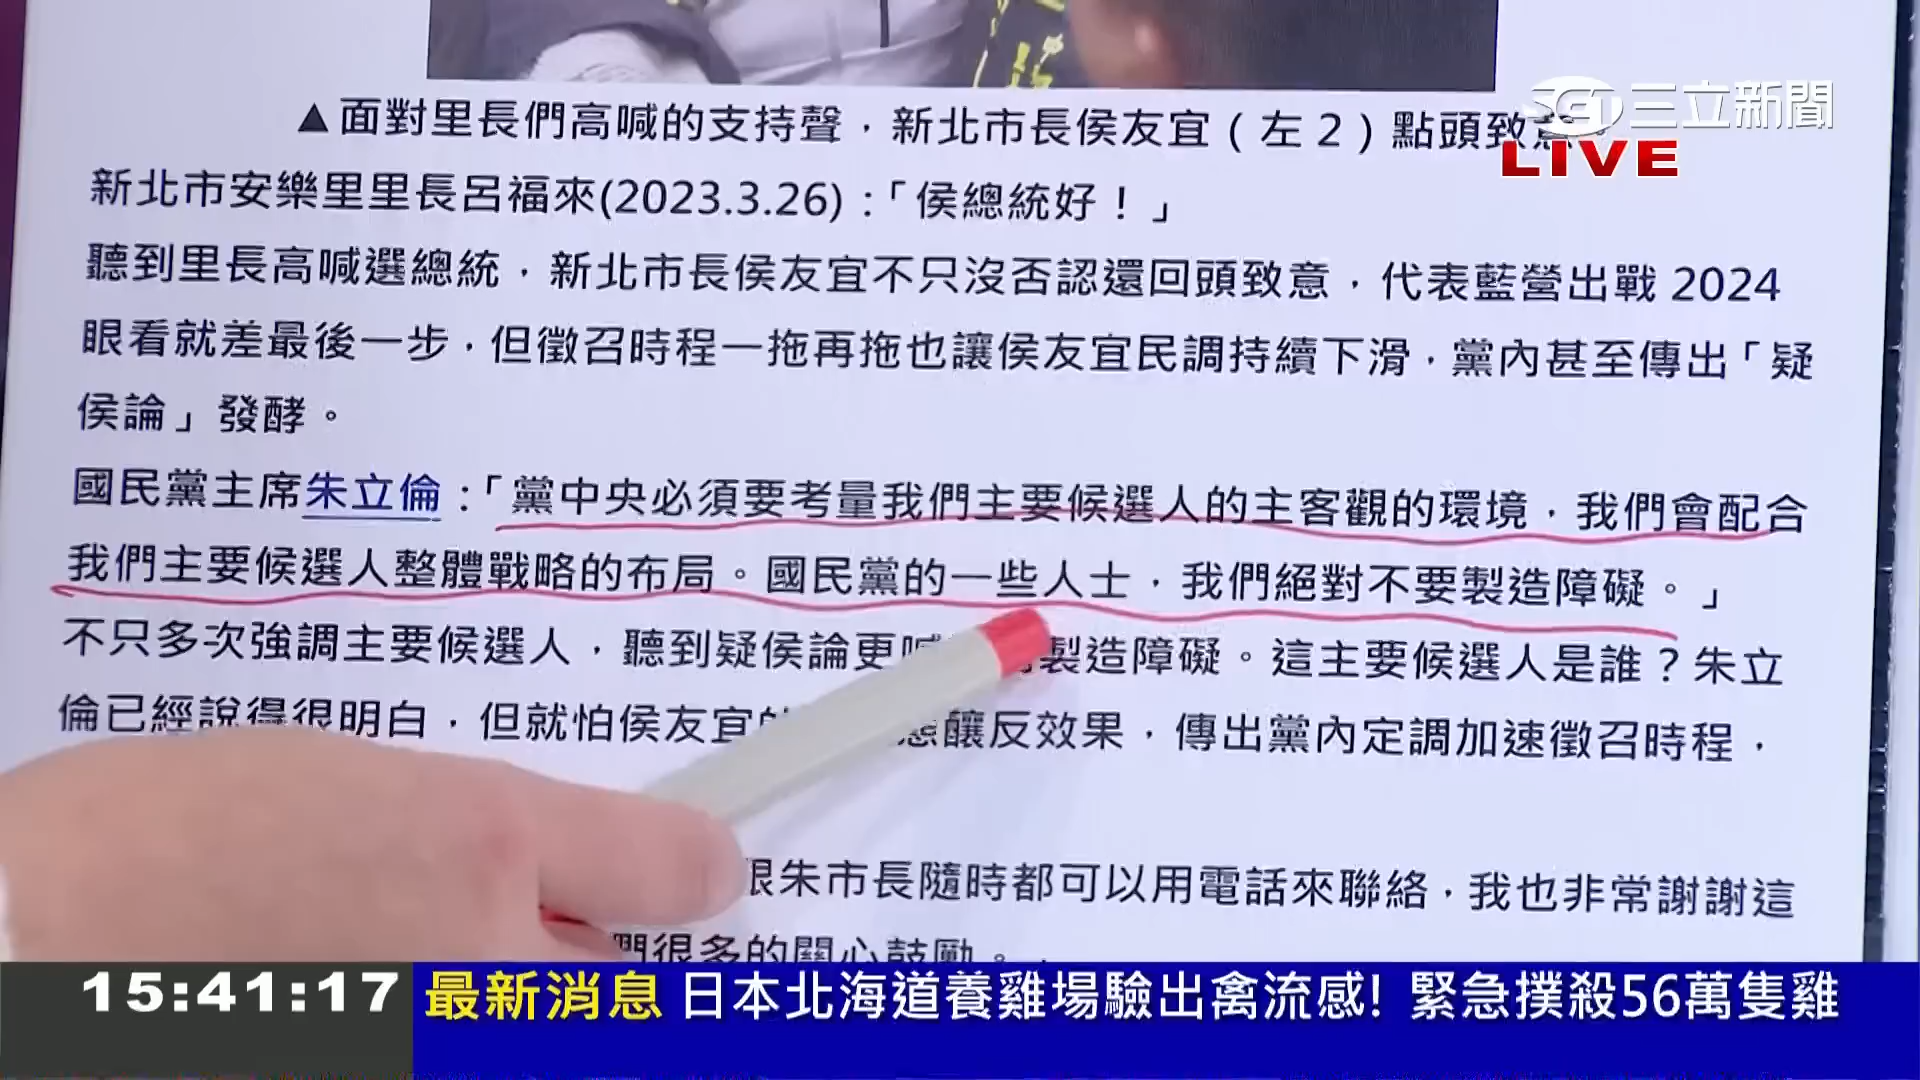 ▲面對里長們高喊的支持聲，新北市長侯友宜（左2）點頭致意。
SET三立新聞
LIVE
新北市安樂里里長呂福來(2023.3.26)：「侯總統好！」
聽到里長高喊選總統，新北市長侯友宜不只沒否認還回頭致意，代表藍營出戰 2024
眼看就差最後一步，但徵召時程一拖再拖也讓侯友宜民調持續下滑，黨內甚至傳出「疑
侯論」發酵。
國民黨主席朱立倫：「黨中央必須要考量我們主要候選人的主客觀的環境，我們會配合
我們主要候選人整體戰略的布局。國民黨的一些人士，我們絕對不要製造障礙。」
不只多次強調主要候選人，聽到疑侯論更喊 製造障礙。這主要候選人是誰？朱立
倫已經說得很明白，但就怕侯友宜 釀反效果，傳出黨內定調加速徵召時程，
跟朱市長隨時都可以用電話來聯絡，我也非常謝謝這
們很多的關心鼓勵。」
15:41:17 最新消息 日本北海道養雞場驗出禽流感! 緊急撲殺56萬隻雞